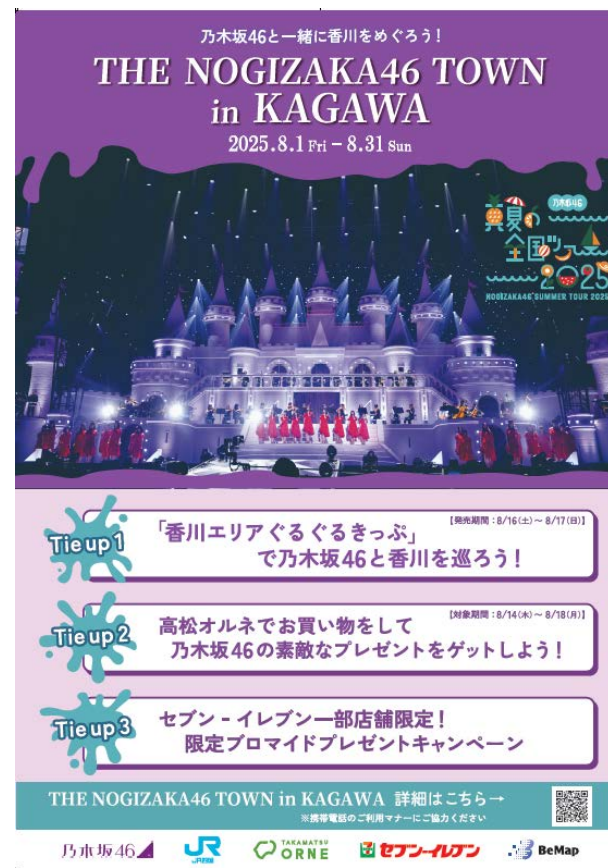 乃木坂46と一緒に香川をめぐろう！
THE NOGIZAKA46 TOWN
in KAGAWA
2025.8.1 Fri – 8.31 Sun
乃木坂46
真夏の
全国ツアー
2025
NOGIZAKA46 SUMMER TOUR 2025
Tie up 1
【発売期間：8/16(土)～8/17(日)】
「香川エリアぐるぐるきっぷ」
で乃木坂46と香川を巡ろう！
Tie up 2
【対象期間：8/14(木)～8/18(月)】
高松オルネでお買い物をして
乃木坂46の素敵なプレゼントをゲットしよう！
Tie up 3
セブン‐イレブン一部店舗限定！
限定ブロマイドプレゼントキャンペーン
THE NOGIZAKA46 TOWN in KAGAWA 詳細はこちら→
※携帯電話のご利用マナーにご協力ください
乃木坂46 JR JR四国 TAKAMATSU ORNE セブン-イレブン BeMap